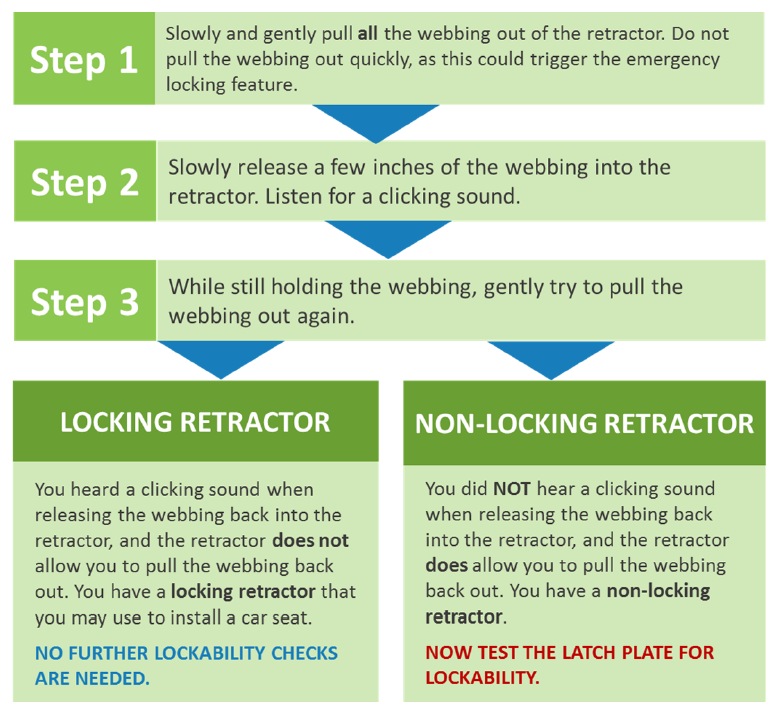 Step 1
Slowly and gently pull all the webbing out of the retractor. Do not
pull the webbing out quickly, as this could trigger the emergency
locking feature.
Step 2
Slowly release a few inches of the webbing into the
retractor. Listen for a clicking sound.
Step 3
While still holding the webbing, gently try to pull the
webbing out again.
LOCKING RETRACTOR
You heard a clicking sound when
releasing the webbing back into the
retractor, and the retractor does not
allow you to pull the webbing back
out. You have a locking retractor that
you may use to install a car seat.
NO FURTHER LOCKABILITY CHECKS
ARE NEEDED.
NON-LOCKING RETRACTOR
You did NOT hear a clicking sound
when releasing the webbing back
into the retractor, and the retractor
does allow you to pull the webbing
back out. You have a non-locking
retractor.
NOW TEST THE LATCH PLATE FOR
LOCKABILITY.